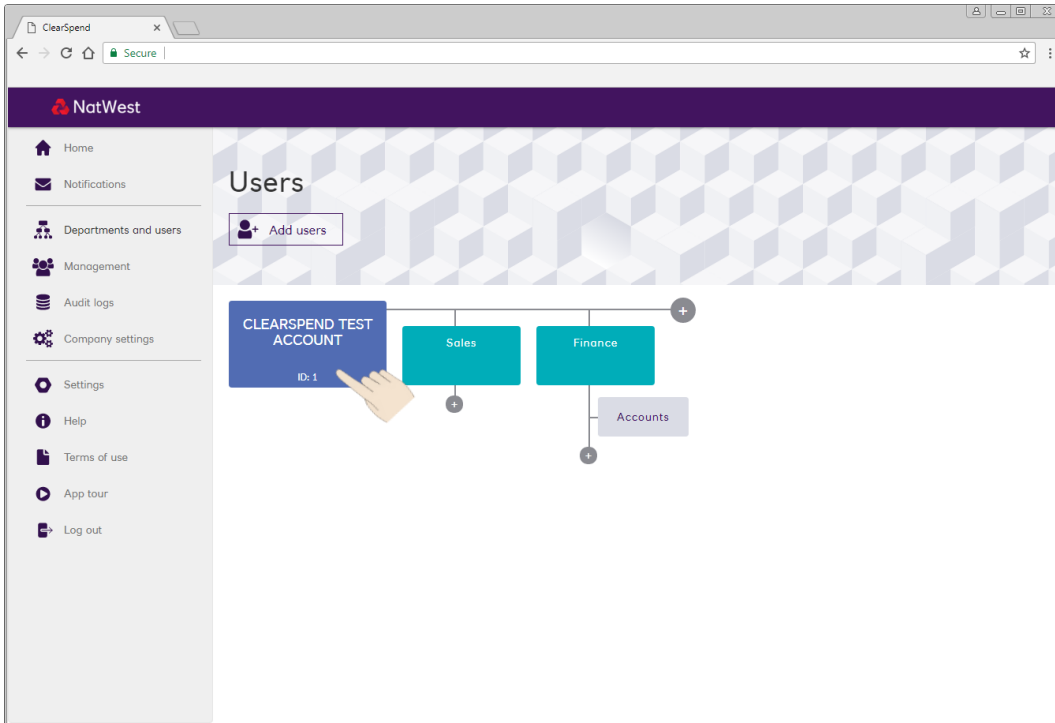 ClearSpend
Secure
NatWest
Home
Notifications
Departments and users
Management
Audit logs
Company settings
Settings
Help
Terms of use
App tour
Log out
Users
Add users
CLEARSPEND TEST
ACCOUNT
ID: 1
Sales
Finance
Accounts